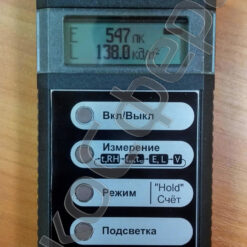 E 547 лк
L 138.0 кд/м²
Вкл/Выкл
Измерение
t,RH E,L V
Режим "Hold"
Счёт
Подсветка